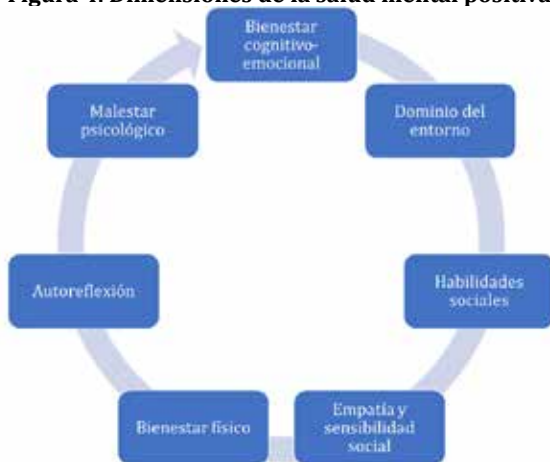 Figura 4. Dimensiones de la salud mental positiva
Bienestar
cognitivo-
emocional
Dominio del
entorno
Habilidades
sociales
Empatía y
sensibilidad
social
Bienestar físico
Autoreflexión
Malestar
psicológico